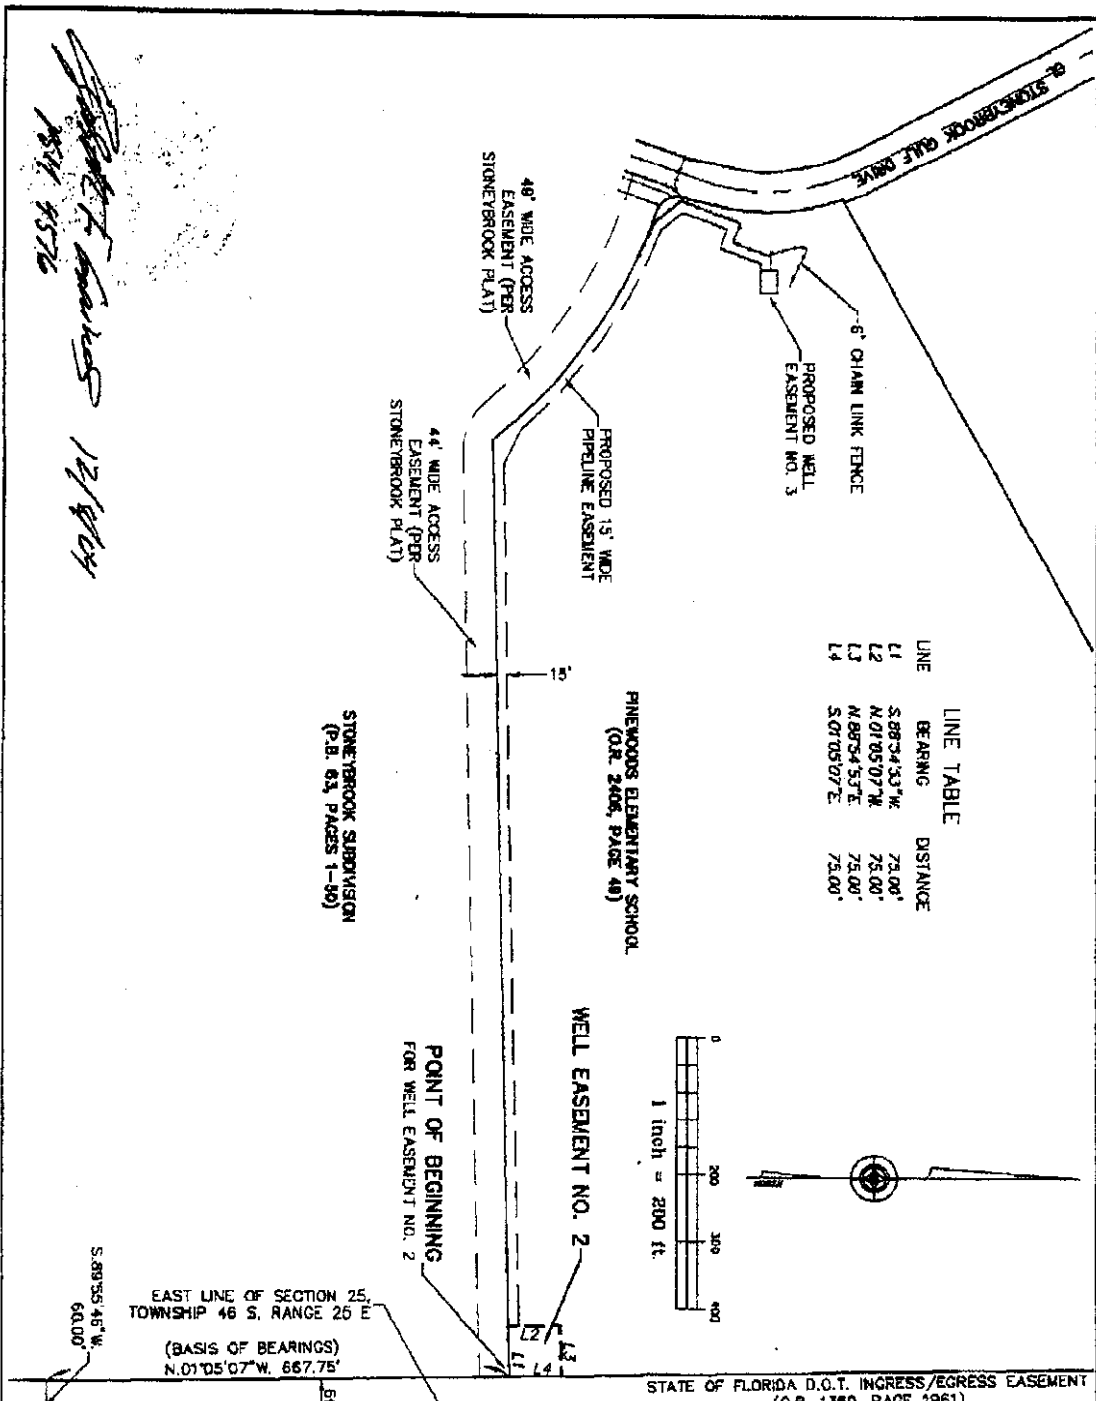 ℄ STONEYBROOK GULF DRIVE
6' CHAIN LINK FENCE
PROPOSED WELL
EASEMENT NO. 3
48' WIDE ACCESS
EASEMENT (PER
STONEYBROOK PLAT)
PROPOSED 15' WIDE
PIPELINE EASEMENT
44' WIDE ACCESS
EASEMENT (PER
STONEYBROOK PLAT)
15'
LINE TABLE
LINE BEARING DISTANCE
L1 S.88°54'53"W. 75.00'
L2 N.01°05'07"W. 75.00'
L3 N.88°54'53"E. 75.00'
L4 S.01°05'07"E. 75.00'
PINEWOODS ELEMENTARY SCHOOL
(O.R. 2406, PAGE 49)
STONEYBROOK SUBDIVISION
(P.B. 63, PAGES 1-50)
0 200 300 400
1 inch = 200 ft.
WELL EASEMENT NO. 2
POINT OF BEGINNING
FOR WELL EASEMENT NO. 2
L2
L3
L1
L4
EAST LINE OF SECTION 25,
TOWNSHIP 46 S, RANGE 25 E
(BASIS OF BEARINGS)
N.01°05'07"W. 667.75'
S.89°55'46"W.
60.00'
STATE OF FLORIDA D.O.T. INGRESS/EGRESS EASEMENT
(O.R. 1360, PAGE 1961)
12/8/04